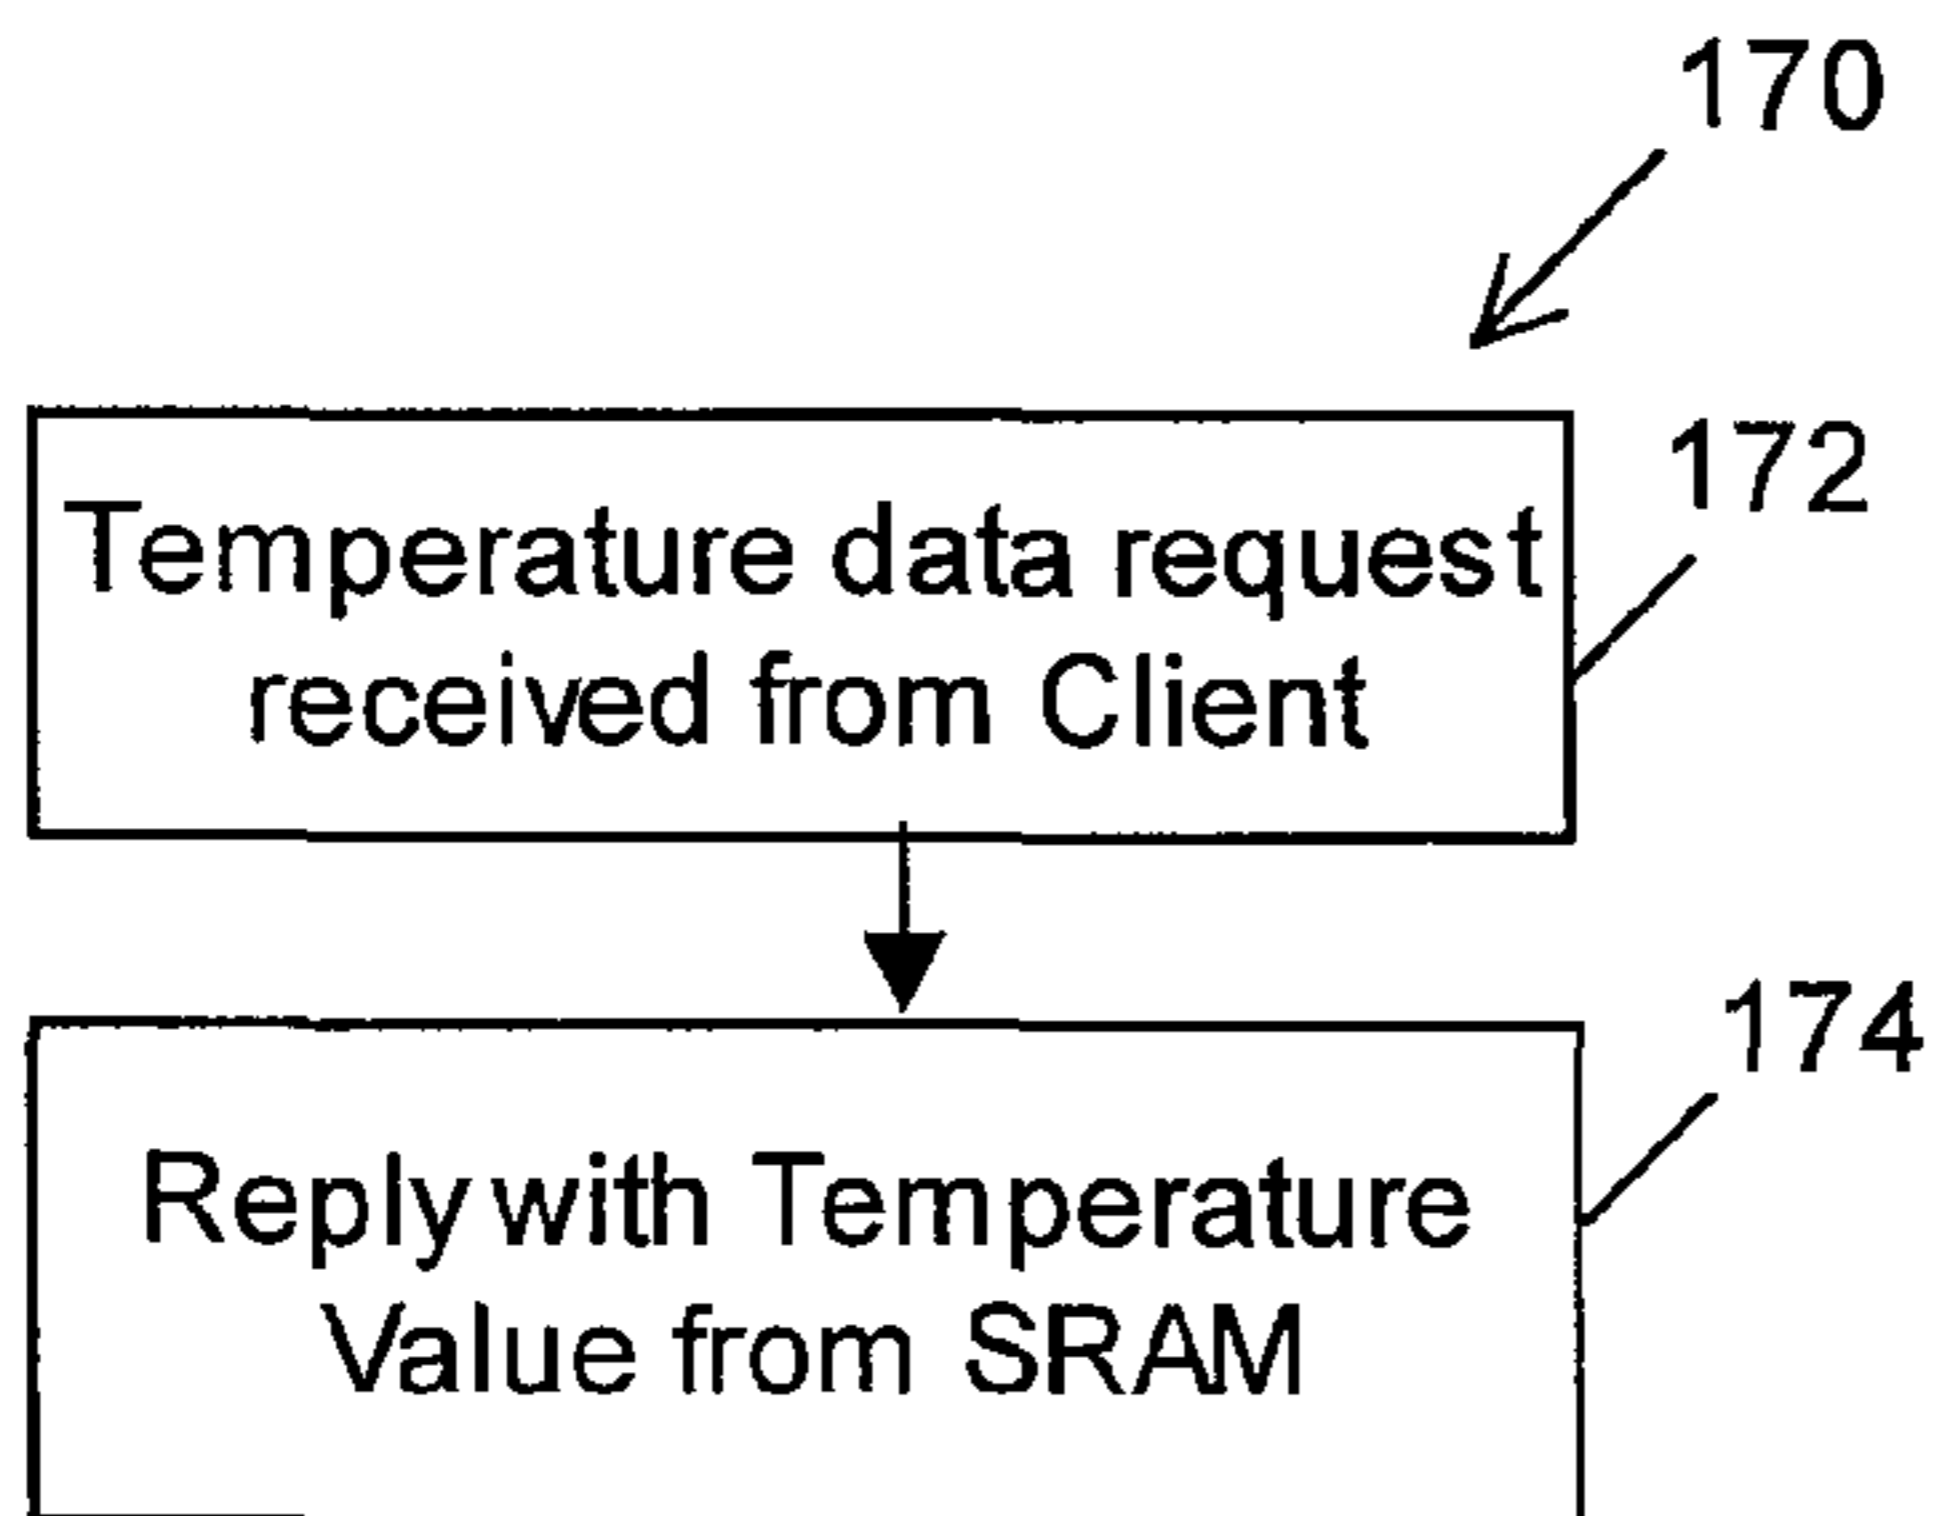 170
172
Temperature data request
received from Client
174
Reply with Temperature
Value from SRAM